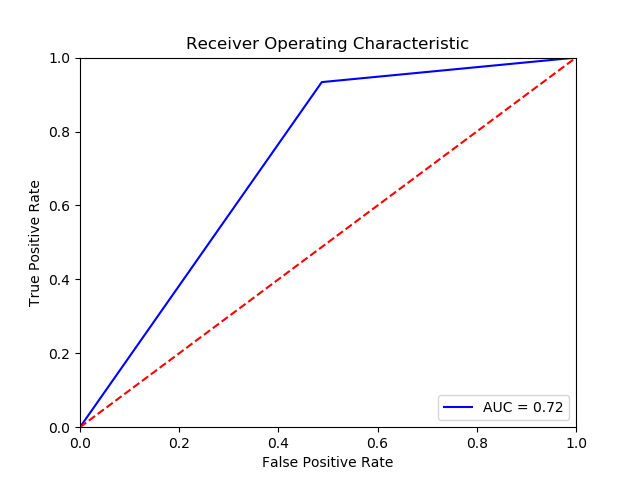 Receiver Operating Characteristic
1.0
0.8
0.6
0.4
0.2
0.0
True Positive Rate
AUC = 0.72
0.0 0.2 0.4 0.6 0.8 1.0
False Positive Rate